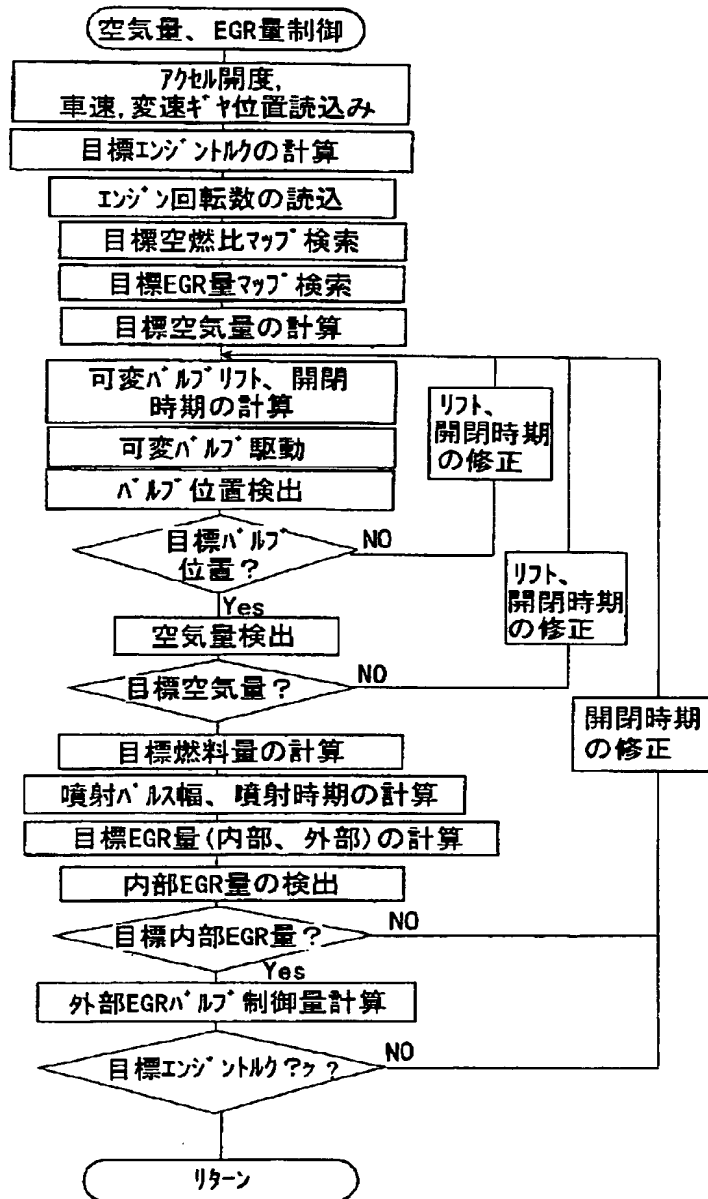 空気量、EGR量制御
ｱｸｾﾙ開度,
車速,変速ｷﾞﾔ位置読込み
目標ｴﾝｼﾞﾝﾄﾙｸの計算
ｴﾝｼﾞﾝ回転数の読込
目標空燃比ﾏｯﾌﾟ検索
目標EGR量ﾏｯﾌﾟ検索
目標空気量の計算
可変ﾊﾞﾙﾌﾞﾘﾌﾄ、開閉
時期の計算
可変ﾊﾞﾙﾌﾞ駆動
ﾊﾞﾙﾌﾞ位置検出
目標ﾊﾞﾙﾌﾞ
位置？
NO
ﾘﾌﾄ、
開閉時期
の修正
Yes
空気量検出
目標空気量？
NO
ﾘﾌﾄ、
開閉時期
の修正
目標燃料量の計算
噴射ﾊﾟﾙｽ幅、噴射時期の計算
目標EGR量(内部、外部)の計算
内部EGR量の検出
目標内部EGR量？
NO
開閉時期
の修正
Yes
外部EGRﾊﾞﾙﾌﾞ制御量計算
目標ｴﾝｼﾞﾝﾄﾙｸ？ｸ？
NO
ﾘﾀｰﾝ